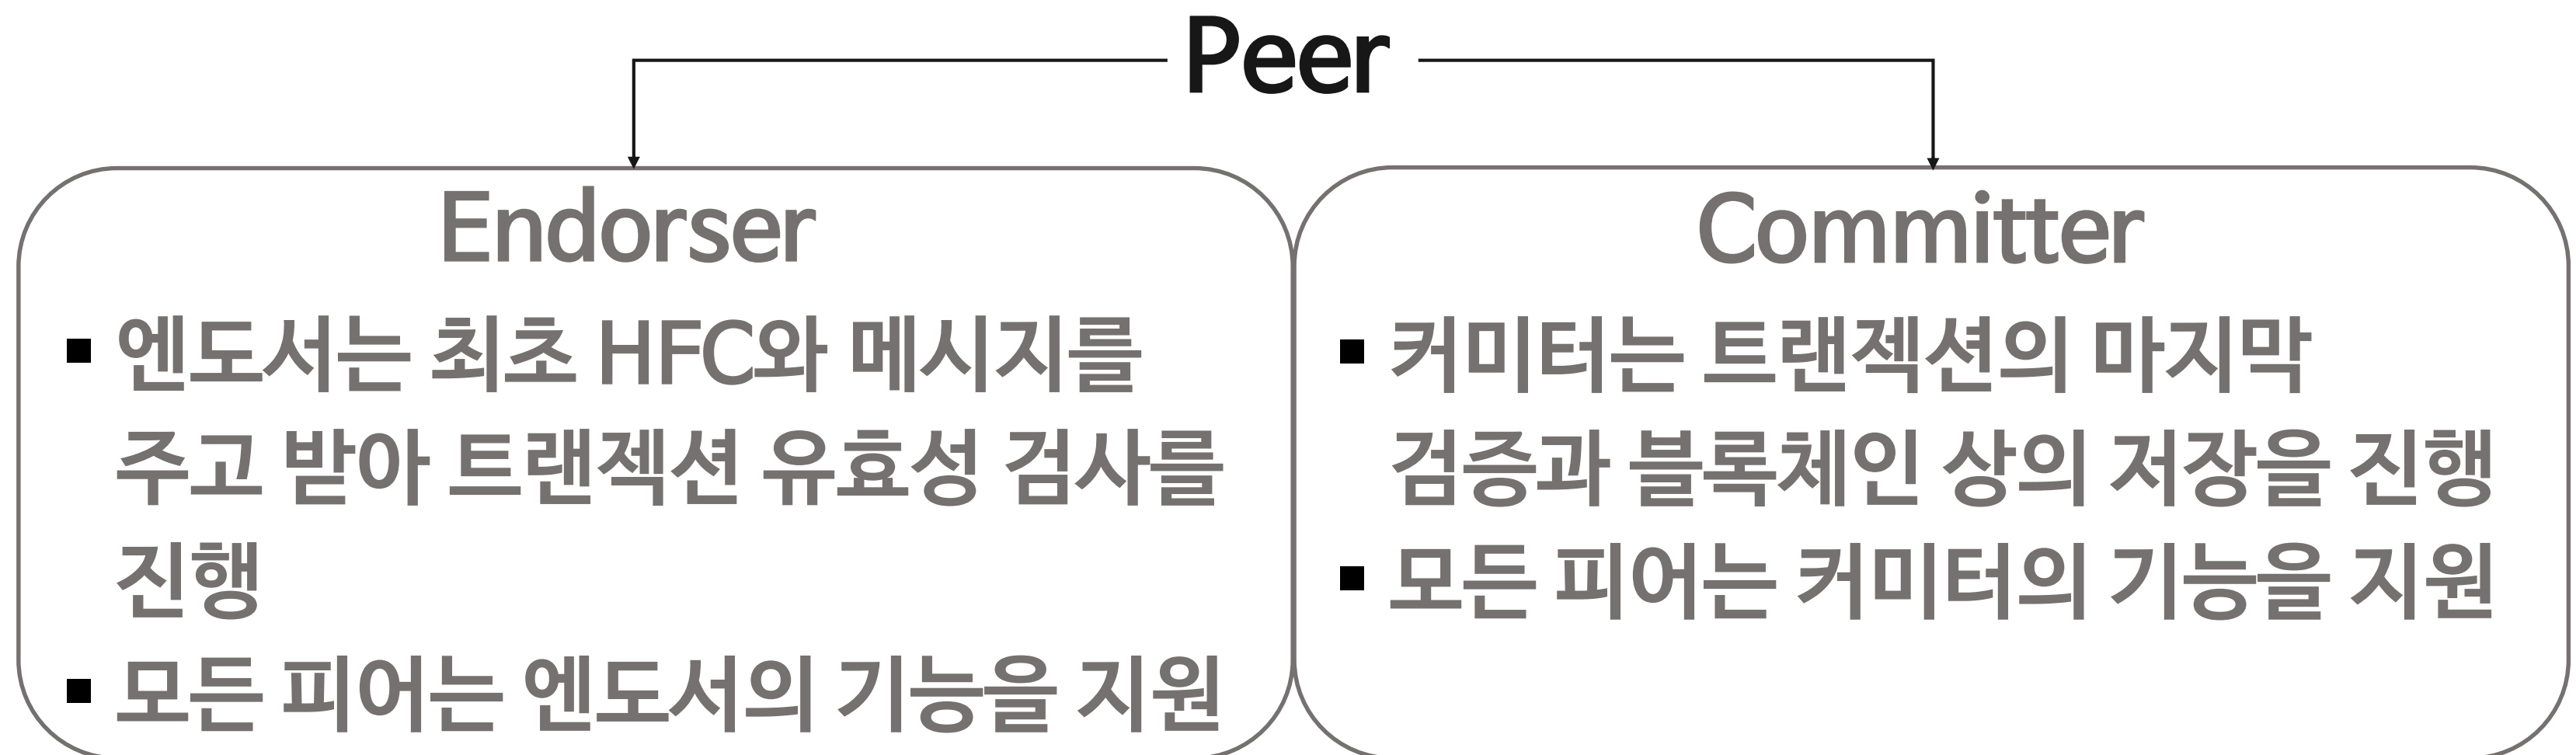 Peer
Endorser
▪ 엔도서는 최초 HFC와 메시지를
주고 받아 트랜젝션 유효성 검사를
진행
▪ 모든 피어는 엔도서의 기능을 지원
Committer
▪ 커미터는 트랜젝션의 마지막
검증과 블록체인 상의 저장을 진행
▪ 모든 피어는 커미터의 기능을 지원